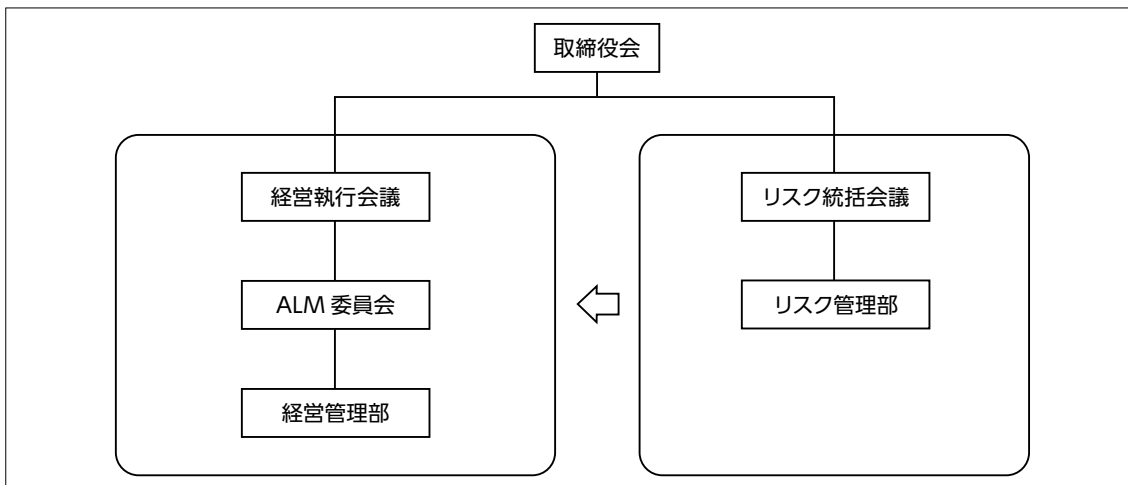 取締役会
経営執行会議
リスク統括会議
ALM 委員会
リスク管理部
経営管理部